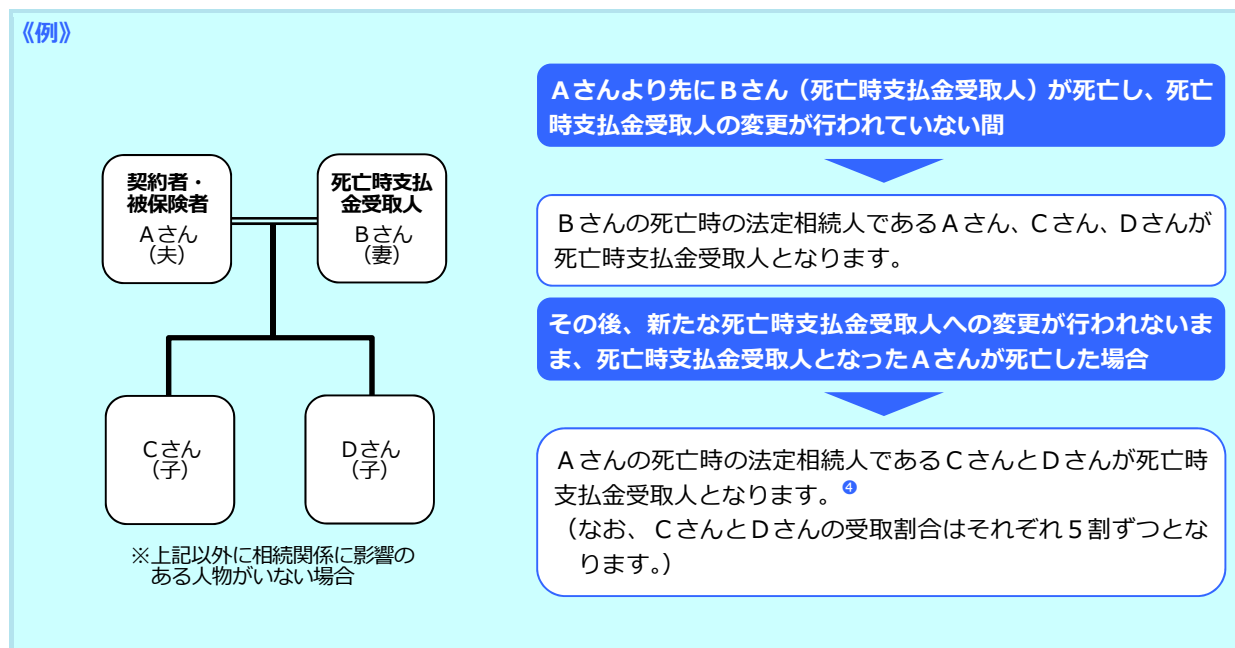 《例》
契約者・
被保険者
Aさん
（夫）
死亡時支払
金受取人
Bさん
（妻）
Cさん
（子）
Dさん
（子）
※上記以外に相続関係に影響の
ある人物がいない場合
Aさんより先にBさん（死亡時支払金受取人）が死亡し、死亡
時支払金受取人の変更が行われていない間
Bさんの死亡時の法定相続人であるAさん、Cさん、Dさんが
死亡時支払金受取人となります。
その後、新たな死亡時支払金受取人への変更が行われないま
ま、死亡時支払金受取人となったAさんが死亡した場合
Aさんの死亡時の法定相続人であるCさんとDさんが死亡時
支払金受取人となります。❹
（なお、CさんとDさんの受取割合はそれぞれ5割ずつとな
ります。）